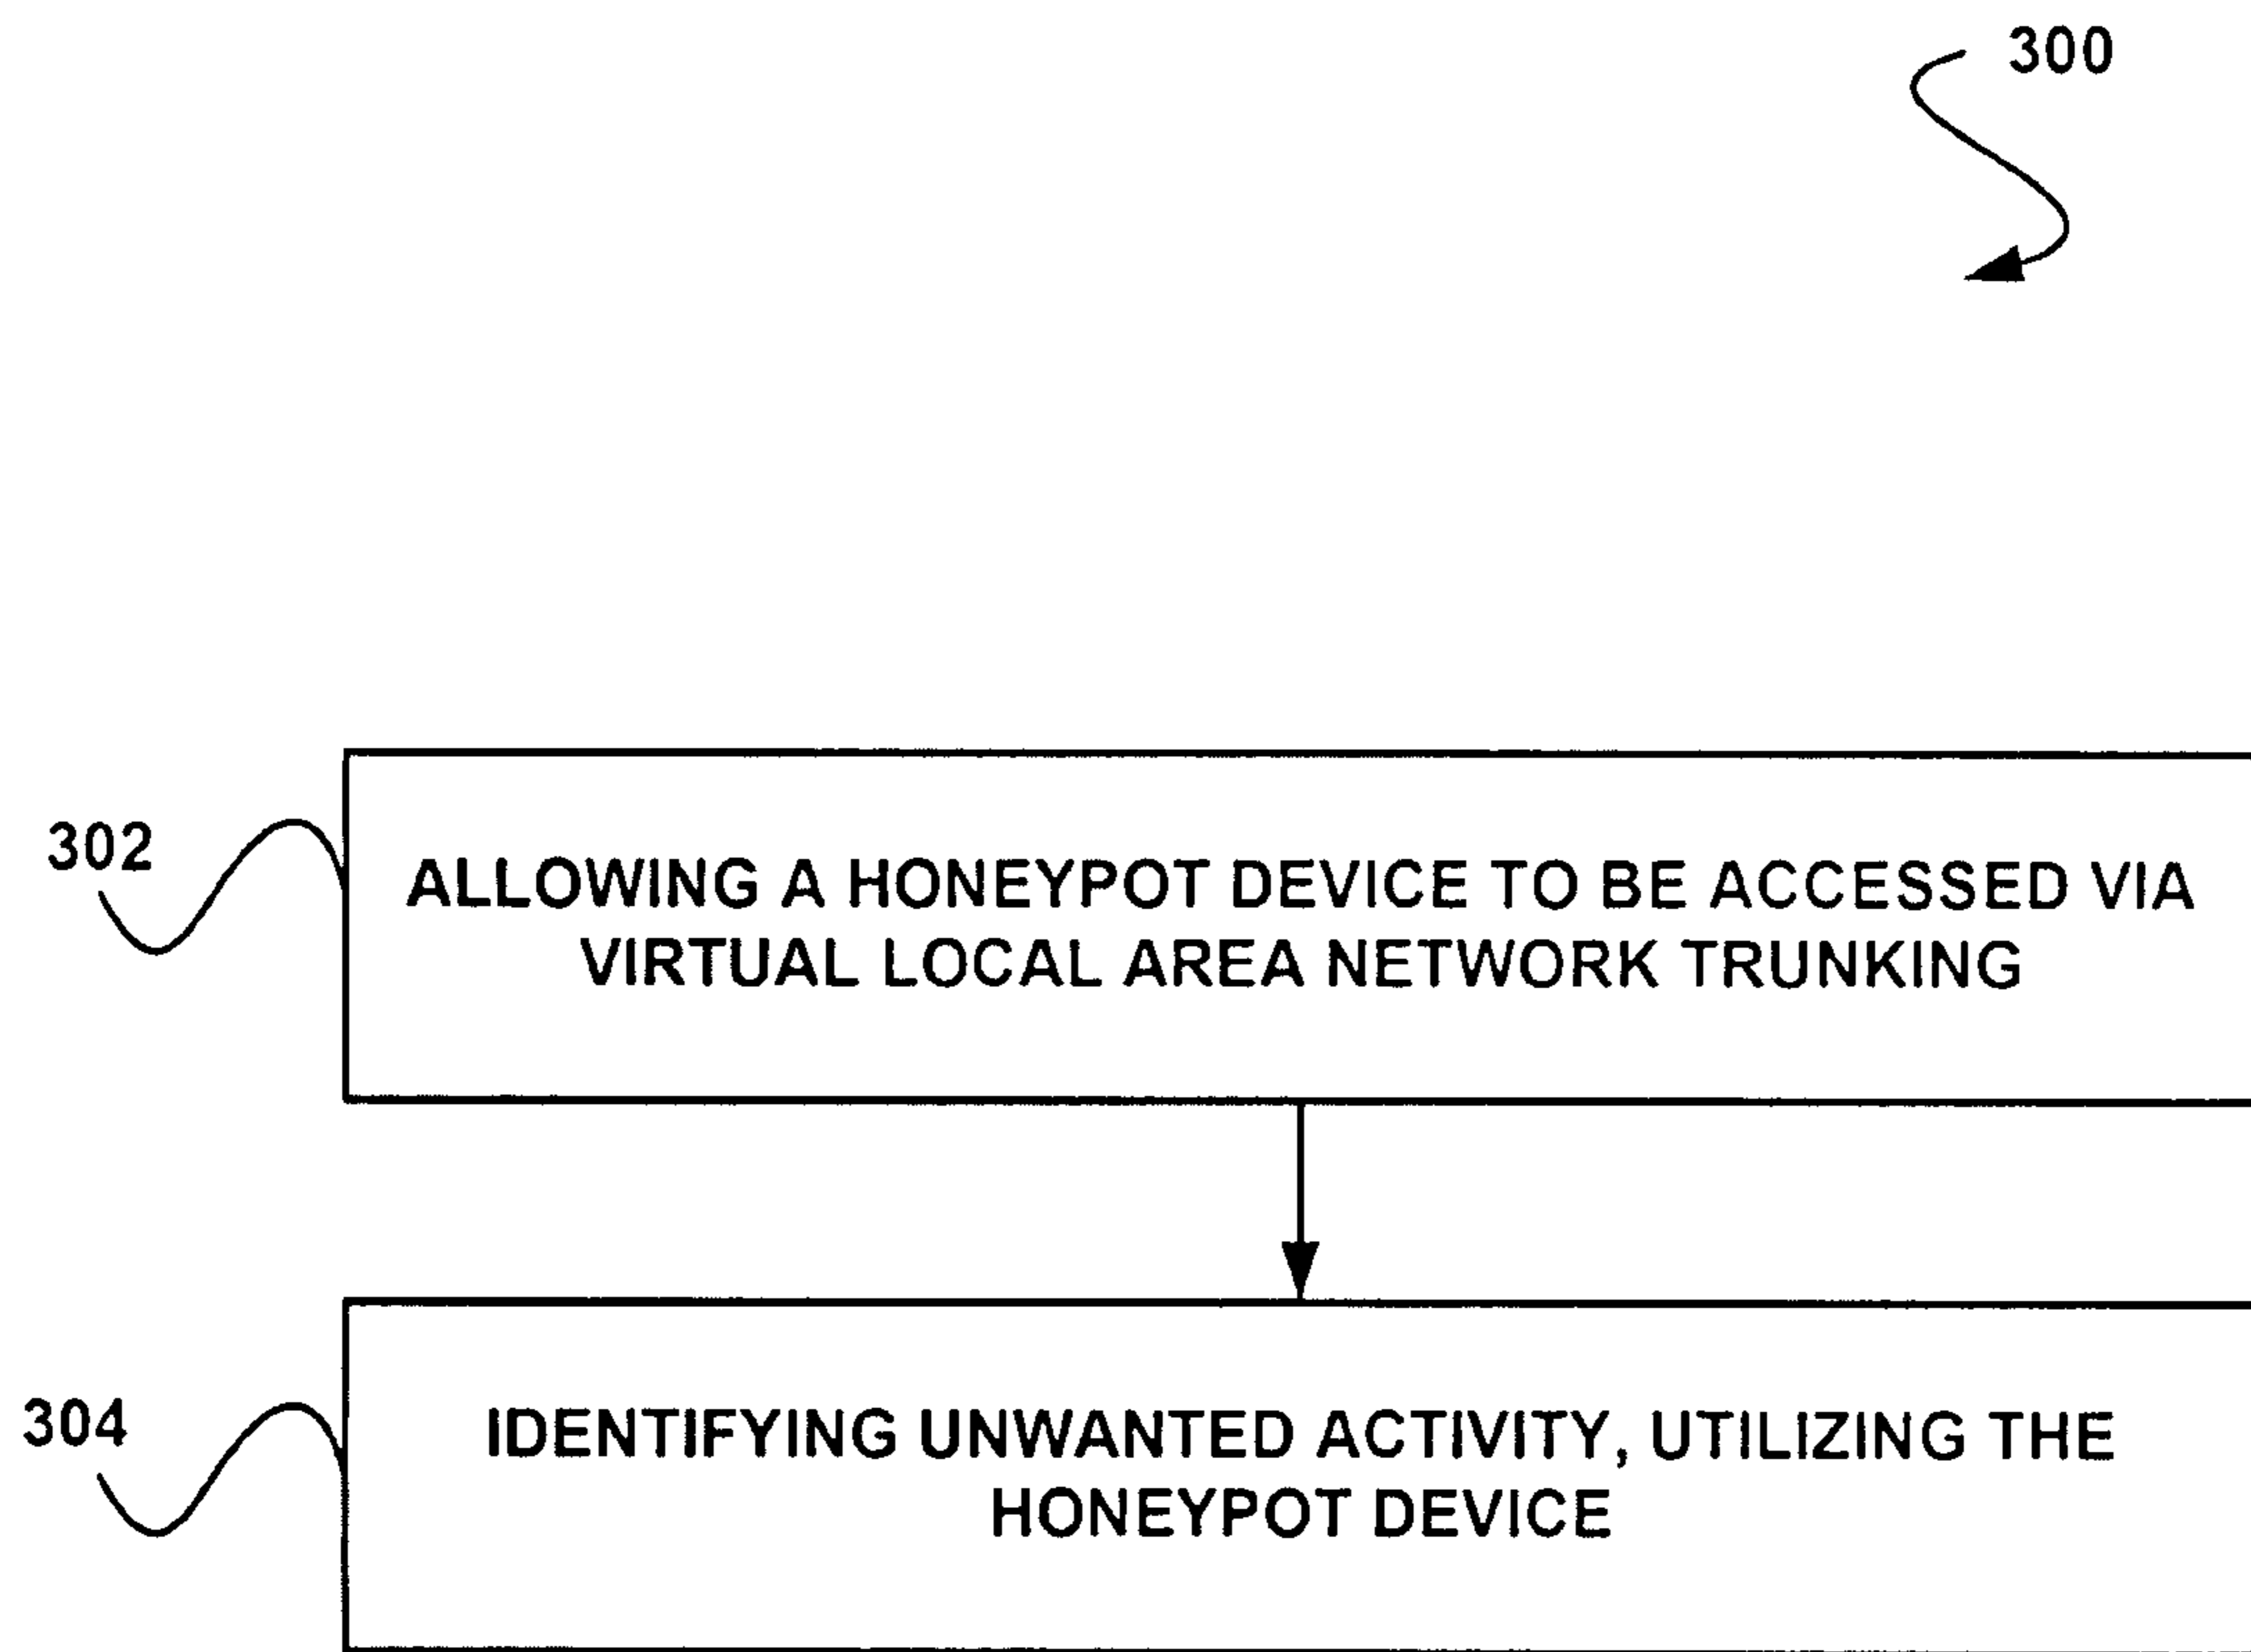 300
302
ALLOWING A HONEYPOT DEVICE TO BE ACCESSED VIA
VIRTUAL LOCAL AREA NETWORK TRUNKING
304
IDENTIFYING UNWANTED ACTIVITY, UTILIZING THE
HONEYPOT DEVICE